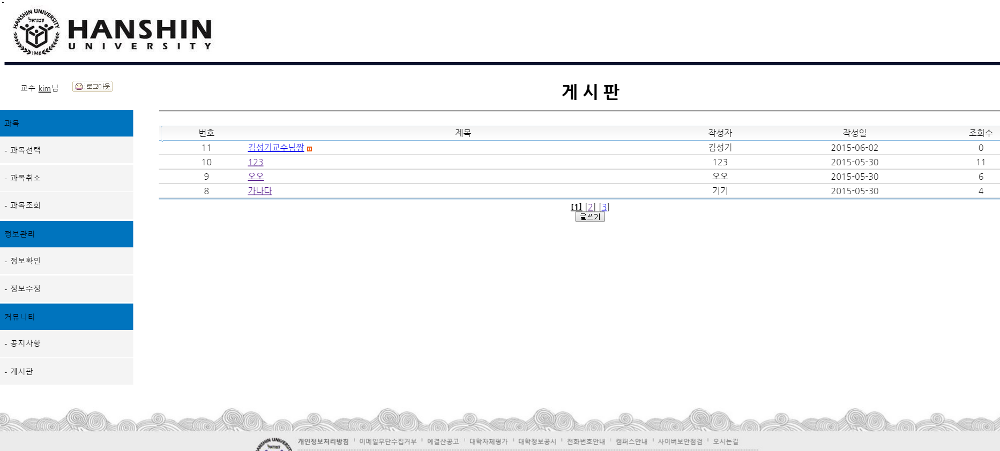 HANSHIN UNIVERSITY
עמנואל
1940
HANSHIN
UNIVERSITY
교수 kim님 로그아웃
게 시 판
과목
- 과목선택
- 과목취소
- 과목조회
정보관리
- 정보확인
- 정보수정
커뮤니티
- 공지사항
- 게시판
번호 제목 작성자 작성일 조회수
11 김성기교수님짱 N 김성기 2015-06-02 0
10 123 123 2015-05-30 11
9 오오 오오 2015-05-30 6
8 가나다 기기 2015-05-30 4
[1] [2] [3]
글쓰기
HANSHIN UNIVERSITY
עמנואל
개인정보처리방침 이메일무단수집거부 예결산공고 대학자체평가 대학정보공시 전화번호안내 캠퍼스안내 사이버보안점검 오시는길